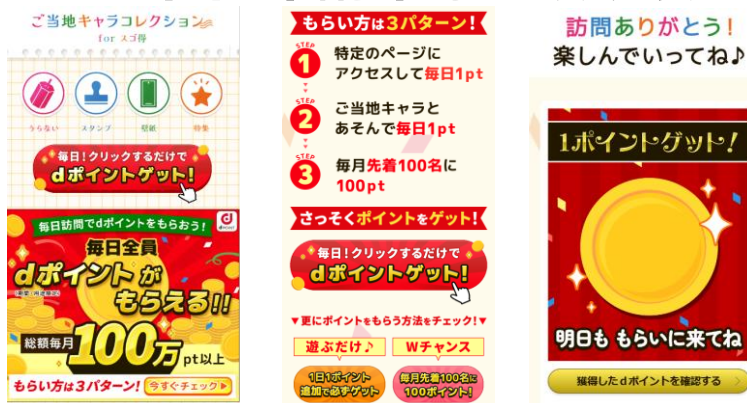 ご当地キャラコレクション
for スゴ得
うらない
スタンプ
壁紙
特集
毎日!クリックするだけで
dポイントゲット!
毎日訪問でdポイントをもらおう!
毎日全員
dポイントが
もらえる!!
総額毎月100万pt以上
もらい方は3パターン! 今すぐチェック
もらい方は3パターン!
STEP
1
特定のページに
アクセスして毎日1pt
STEP
2
ご当地キャラと
あそんで毎日1pt
STEP
3
毎月先着100名に
100pt
さっそくポイントをゲット!
毎日!クリックするだけで
dポイントゲット!
▼更にポイントをもらう方法をチェック!▼
遊ぶだけ♪
Wチャンス
1日1ポイント
追加で必ずゲット
毎月先着100名に
100ポイント!
訪問ありがとう!
楽しんでいってね♪
1ポイントゲット!
明日も もらいに来てね
獲得したdポイントを確認する